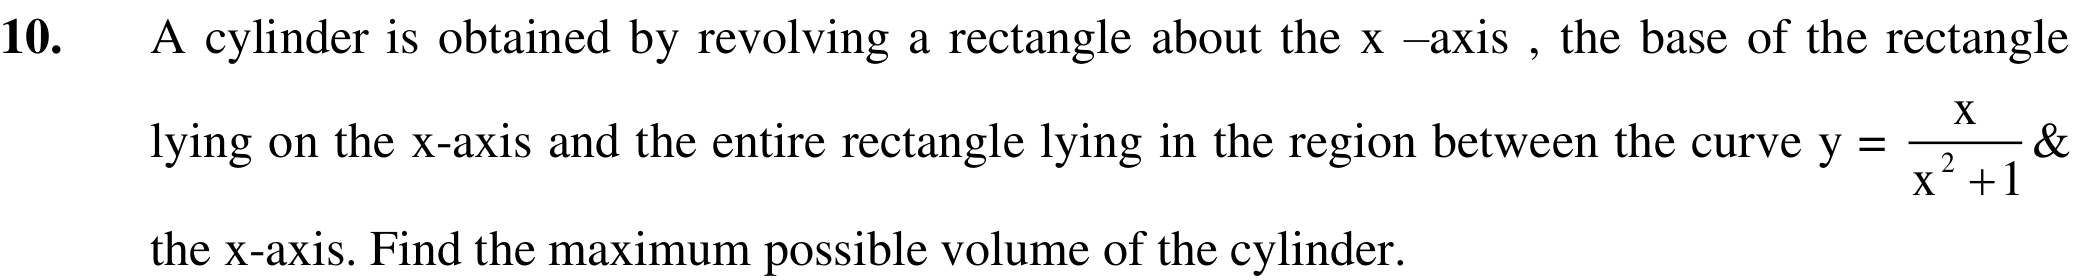 10. A cylinder is obtained by revolving a rectangle about the x –axis , the base of the rectangle
lying on the x-axis and the entire rectangle lying in the region between the curve y = \frac{x}{x^2+1} &
the x-axis. Find the maximum possible volume of the cylinder.